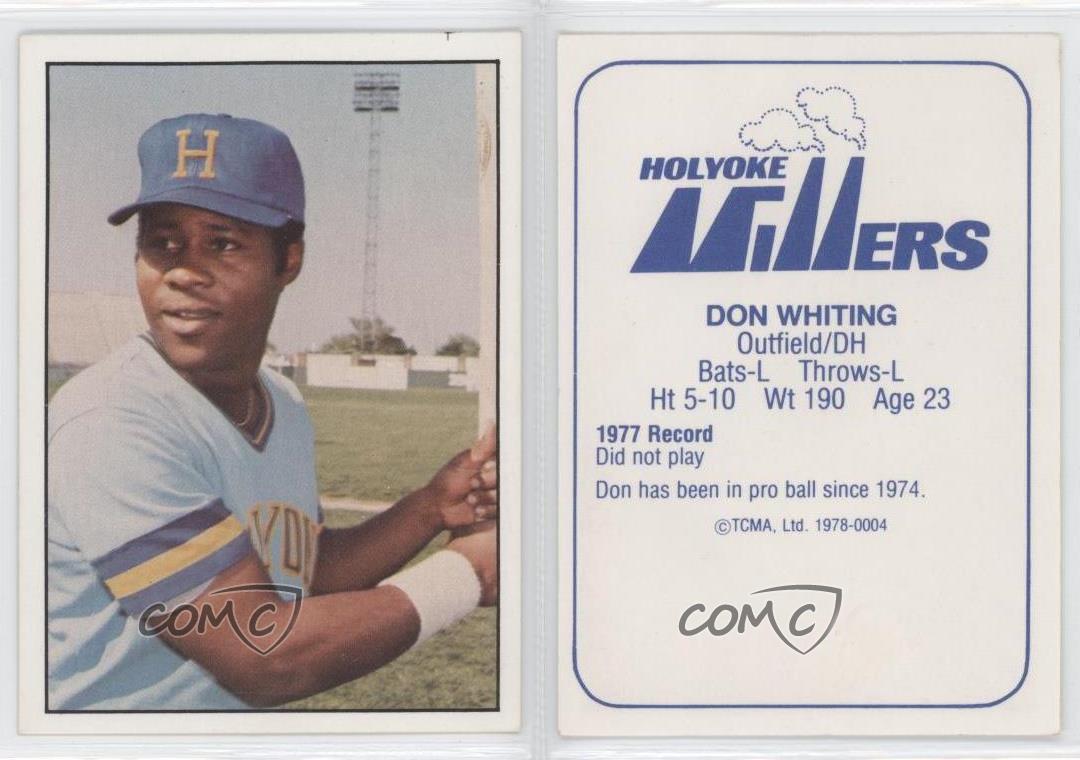 H
YOK
COMC
HOLYOKE
MillERS
DON WHITING
Outfield/DH
Bats-L Throws-L
Ht 5-10 Wt 190 Age 23
1977 Record
Did not play
Don has been in pro ball since 1974.
©TCMA, Ltd. 1978-0004
COMC